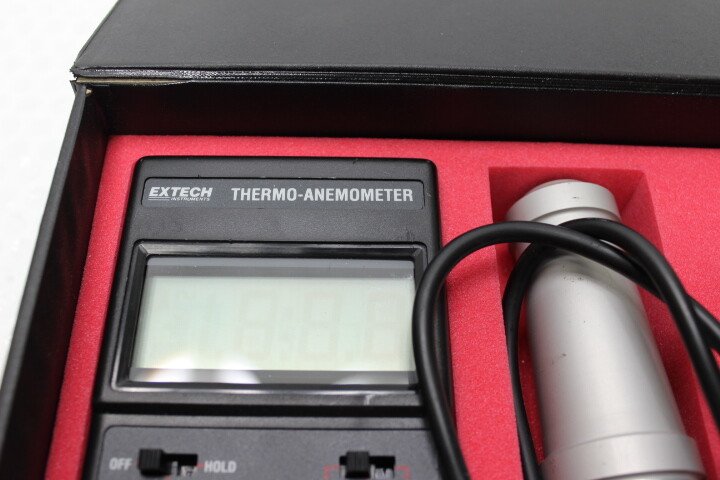 EXTECH THERMO-ANEMOMETER
INSTRUMENTS
OFF HOLD